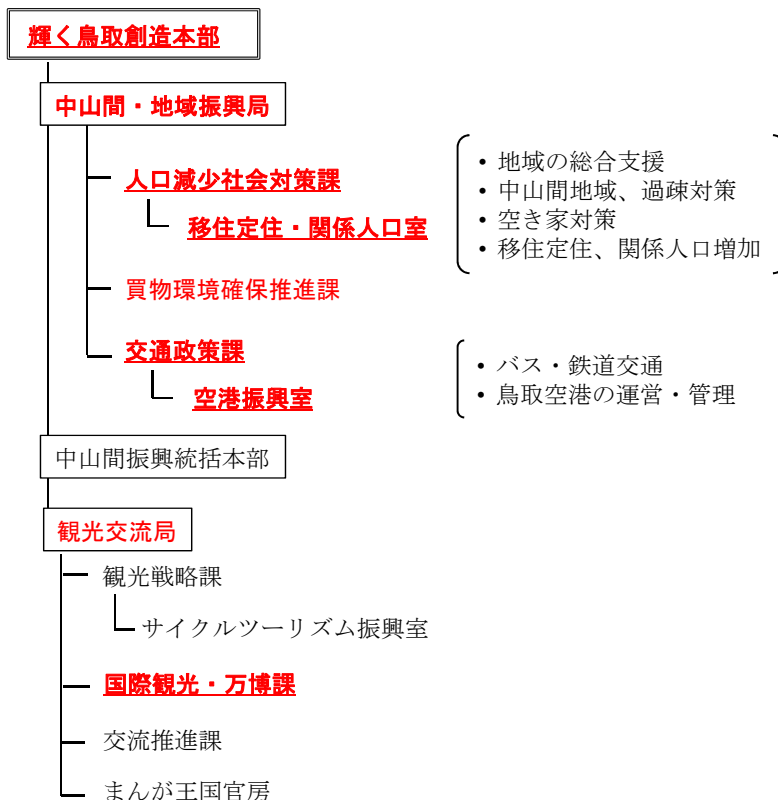 輝く鳥取創造本部
中山間・地域振興局
人口減少社会対策課
移住定住・関係人口室
• 地域の総合支援
• 中山間地域、過疎対策
• 空き家対策
• 移住定住、関係人口増加
買物環境確保推進課
交通政策課
空港振興室
• バス・鉄道交通
• 鳥取空港の運営・管理
中山間振興統括本部
観光交流局
観光戦略課
サイクルツーリズム振興室
国際観光・万博課
交流推進課
まんが王国官房